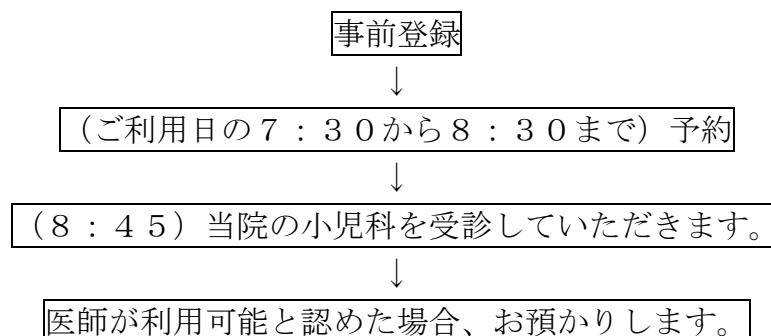 事前登録
↓
(ご利用日の7:30から8:30まで)予約
↓
(8:45)当院の小児科を受診していただきます。
↓
医師が利用可能と認めた場合、お預かりします。